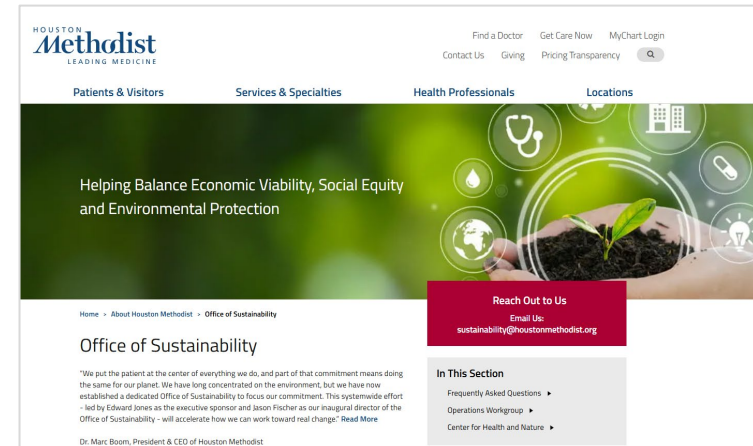 HOUSTON
Methodist
LEADING MEDICINE
Find a Doctor Get Care Now MyChart Login
Contact Us Giving Pricing Transparency
Patients & Visitors Services & Specialties Health Professionals Locations
Helping Balance Economic Viability, Social Equity
and Environmental Protection
Reach Out to Us
Email Us:
sustainability@houstonmethodist.org
Home > About Houston Methodist > Office of Sustainability
Office of Sustainability
"We put the patient at the center of everything we do, and part of that commitment means doing
the same for our planet. We have long concentrated on the environment, but we have now
established a dedicated Office of Sustainability to focus our commitment. This systemwide effort
- led by Edward Jones as the executive sponsor and Jason Fischer as our inaugural director of the
Office of Sustainability - will accelerate how we can work toward real change." Read More
Dr. Marc Boom, President & CEO of Houston Methodist
In This Section
Frequently Asked Questions ▸
Operations Workgroup ▸
Center for Health and Nature ▸